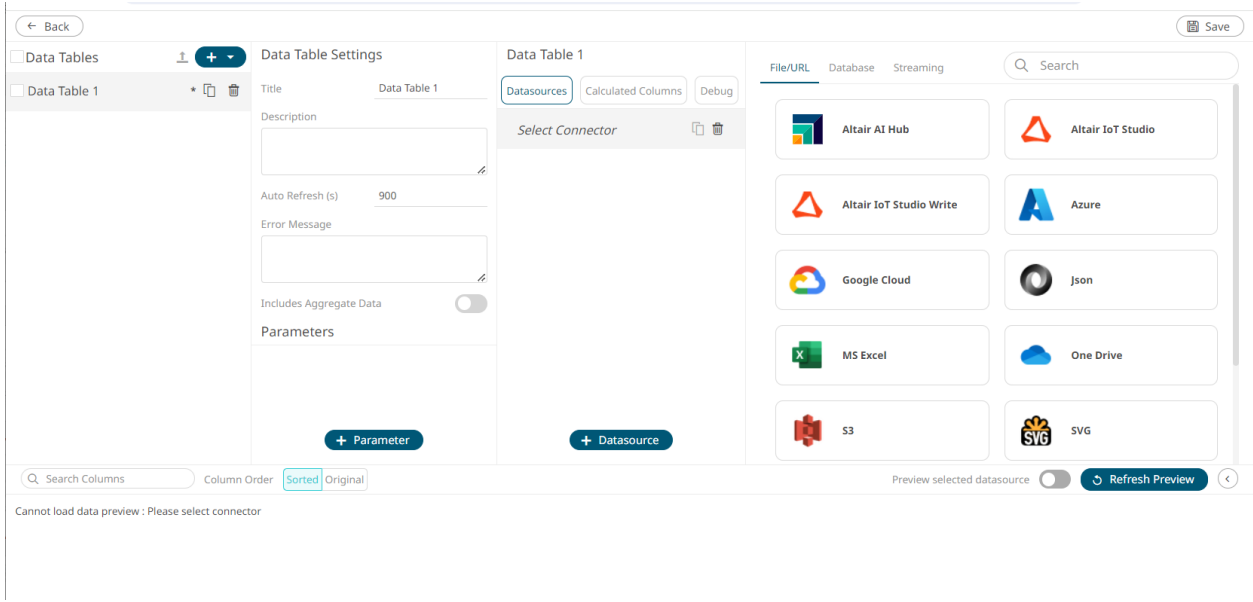 Back
Save
Data Tables
Data Table 1 *
Data Table Settings
Title Data Table 1
Description
Auto Refresh (s) 900
Error Message
Includes Aggregate Data
Parameters
+ Parameter
Data Table 1
Datasources Calculated Columns Debug
Select Connector
+ Datasource
File/URL Database Streaming Search
Altair AI Hub Altair IoT Studio
Altair IoT Studio Write Azure
Google Cloud Json
X MS Excel One Drive
S3 SVG SVG
Search Columns Column Order Sorted Original Preview selected datasource Refresh Preview
Cannot load data preview : Please select connector